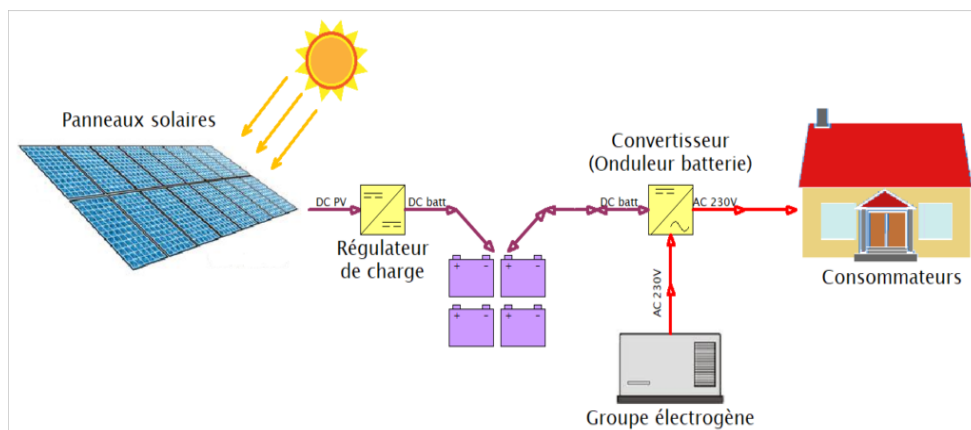 Panneaux solaires
Convertisseur
(Onduleur batterie)
DC PV
DC batt
DC batt
AC 230V
Régulateur
de charge
+ - + -
+ - + -
AC 230V
Consommateurs
Groupe électrogène